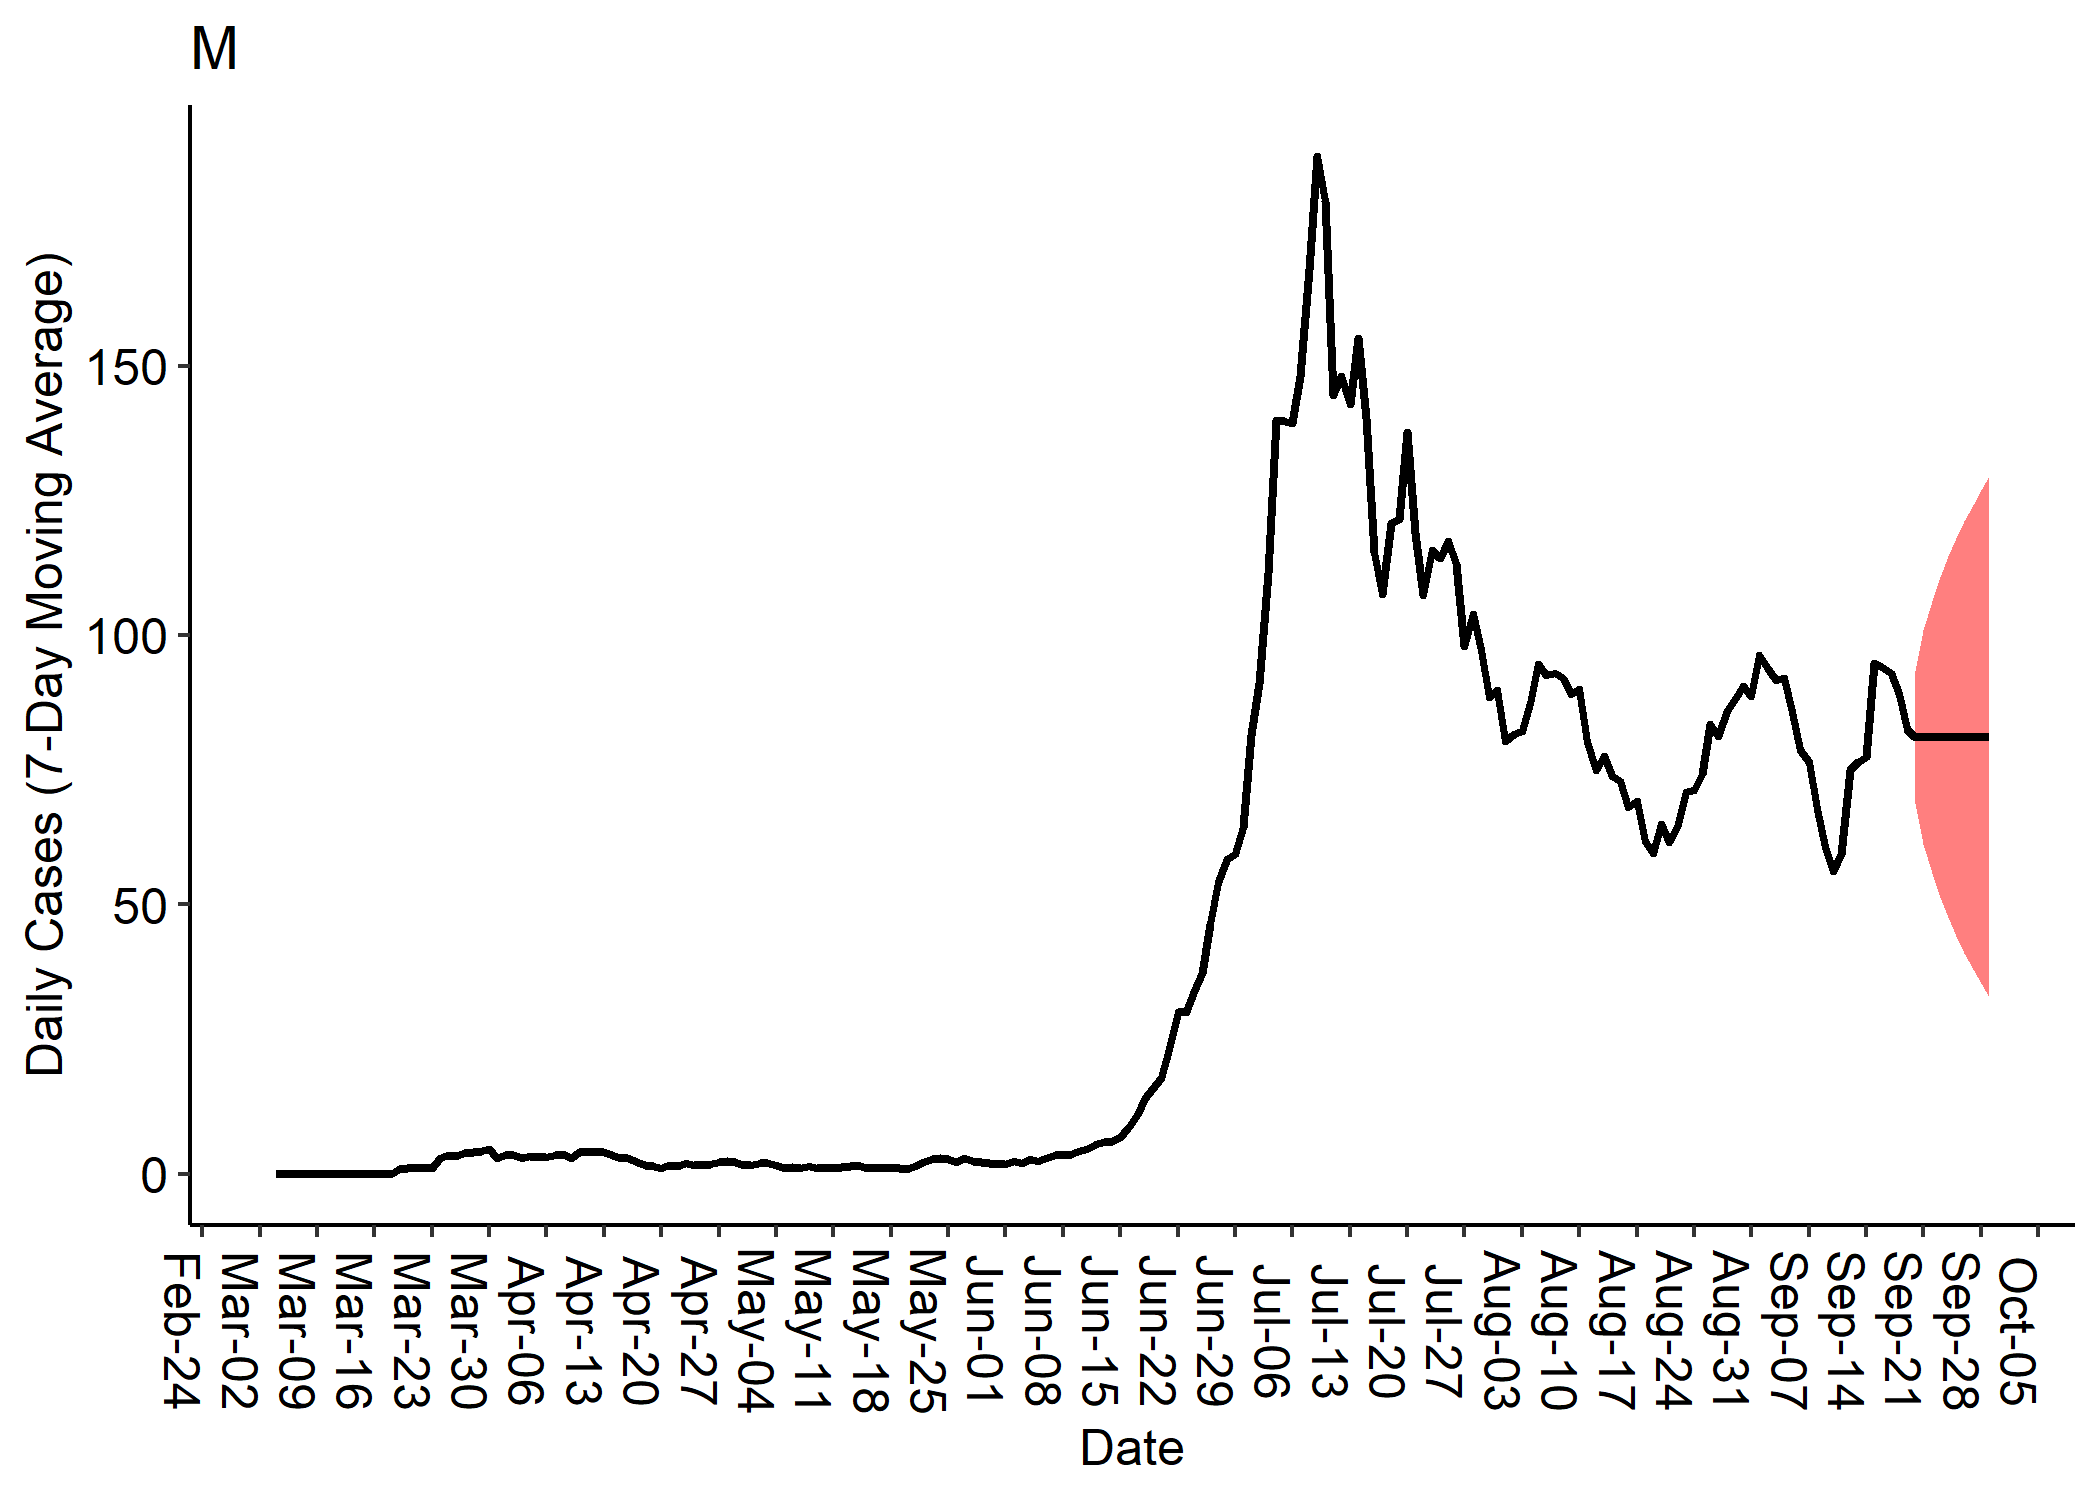 M
Daily Cases (7-Day Moving Average)
150
100
50
0
Feb-24
Mar-02
Mar-09
Mar-16
Mar-23
Mar-30
Apr-06
Apr-13
Apr-20
Apr-27
May-04
May-11
May-18
May-25
Jun-01
Jun-08
Jun-15
Jun-22
Jun-29
Jul-06
Jul-13
Jul-20
Jul-27
Aug-03
Aug-10
Aug-17
Aug-24
Aug-31
Sep-07
Sep-14
Sep-21
Sep-28
Oct-05
Date